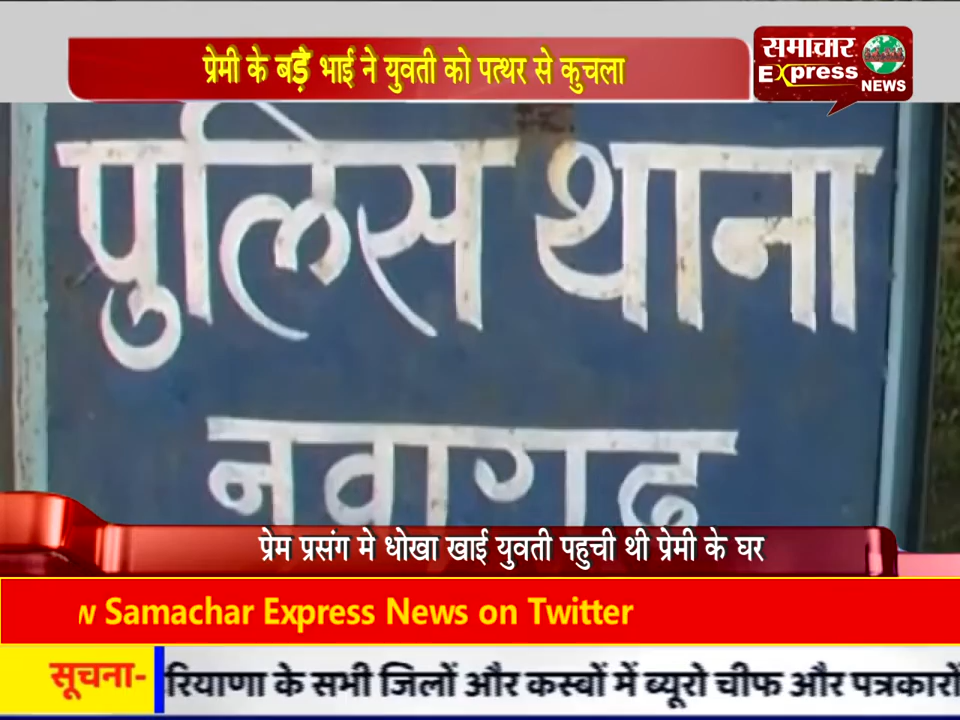 प्रेमी के बड़ै भाई ने युवती को पत्थर से कुचला
समाचार
Express
NEWS
पुलिस थाना
नवागढ
प्रेम प्रसंग मे धोखा खाई युवती पहुची थी प्रेमी के घर
w Samachar Express News on Twitter
सूचना- रियाणा के सभी जिलों और कस्बों में ब्यूरो चीफ और पत्रकारों